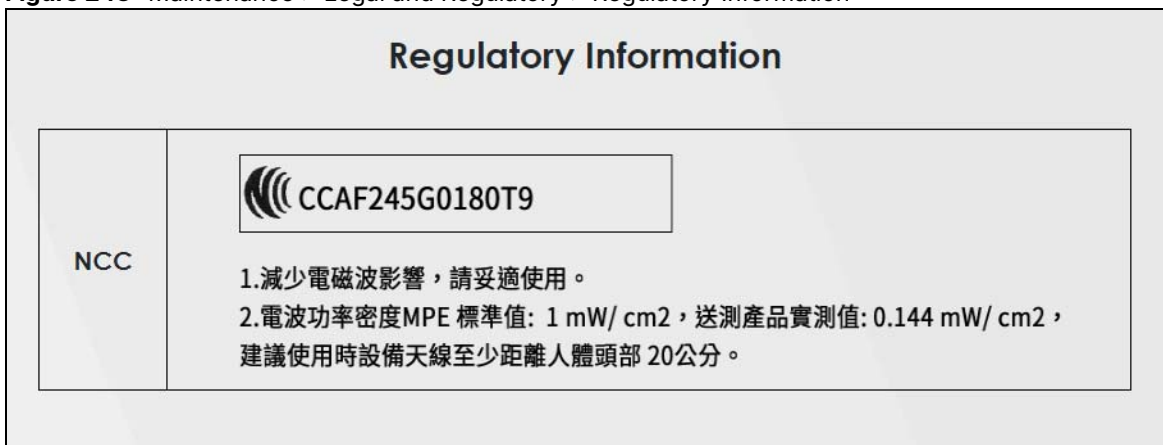 Regulatory Information
NCC
CCAF245G0180T9
1.減少電磁波影響，請妥適使用。
2.電波功率密度MPE 標準值: 1 mW/ cm2，送測產品實測值: 0.144 mW/ cm2，
建議使用時設備天線至少距離人體頭部 20公分。